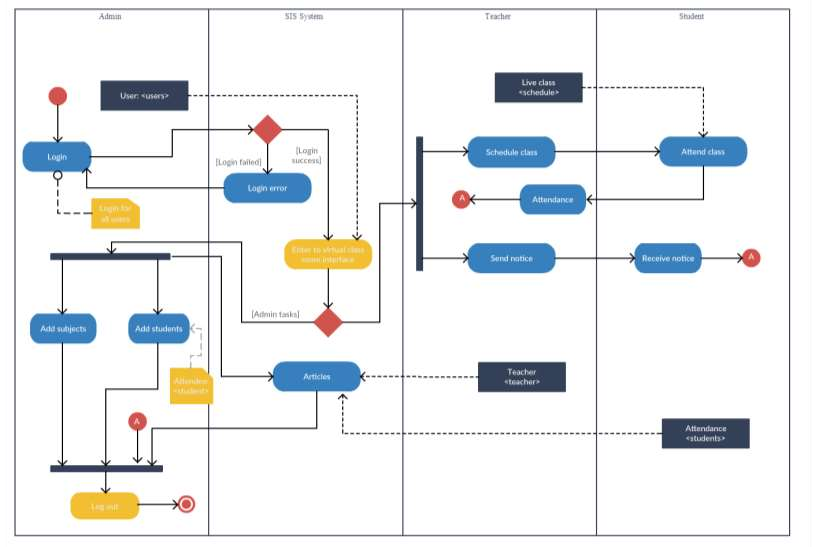 Admin
SIS System
Teacher
Student
User: <users>
Live class
<schedule>
Login
[Login failed]
[Login
success]
Schedule class
Attend class
Login error
A
Attendance
Login for
all users
Enter to virtual class
room interface
Send notice
Receive notice
A
[Admin tasks]
Add subjects
Add students
Attendee
<student>
Articles
Teacher
<teacher>
A
Attendance
<students>
Log out